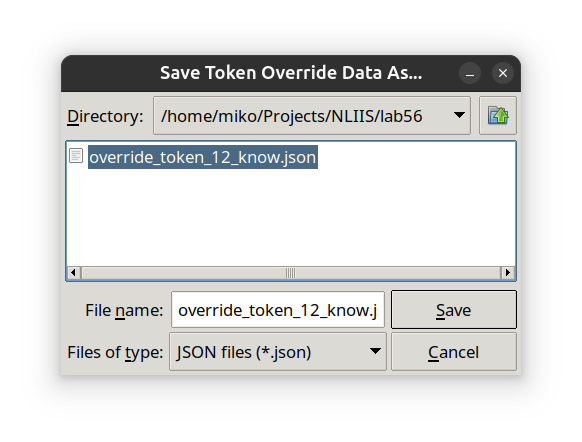 Save Token Override Data As...
Directory: /home/miko/Projects/NLIIS/lab56
override_token_12_know.json
File name: override_token_12_know.j Save
Files of type: JSON files (*.json) Cancel